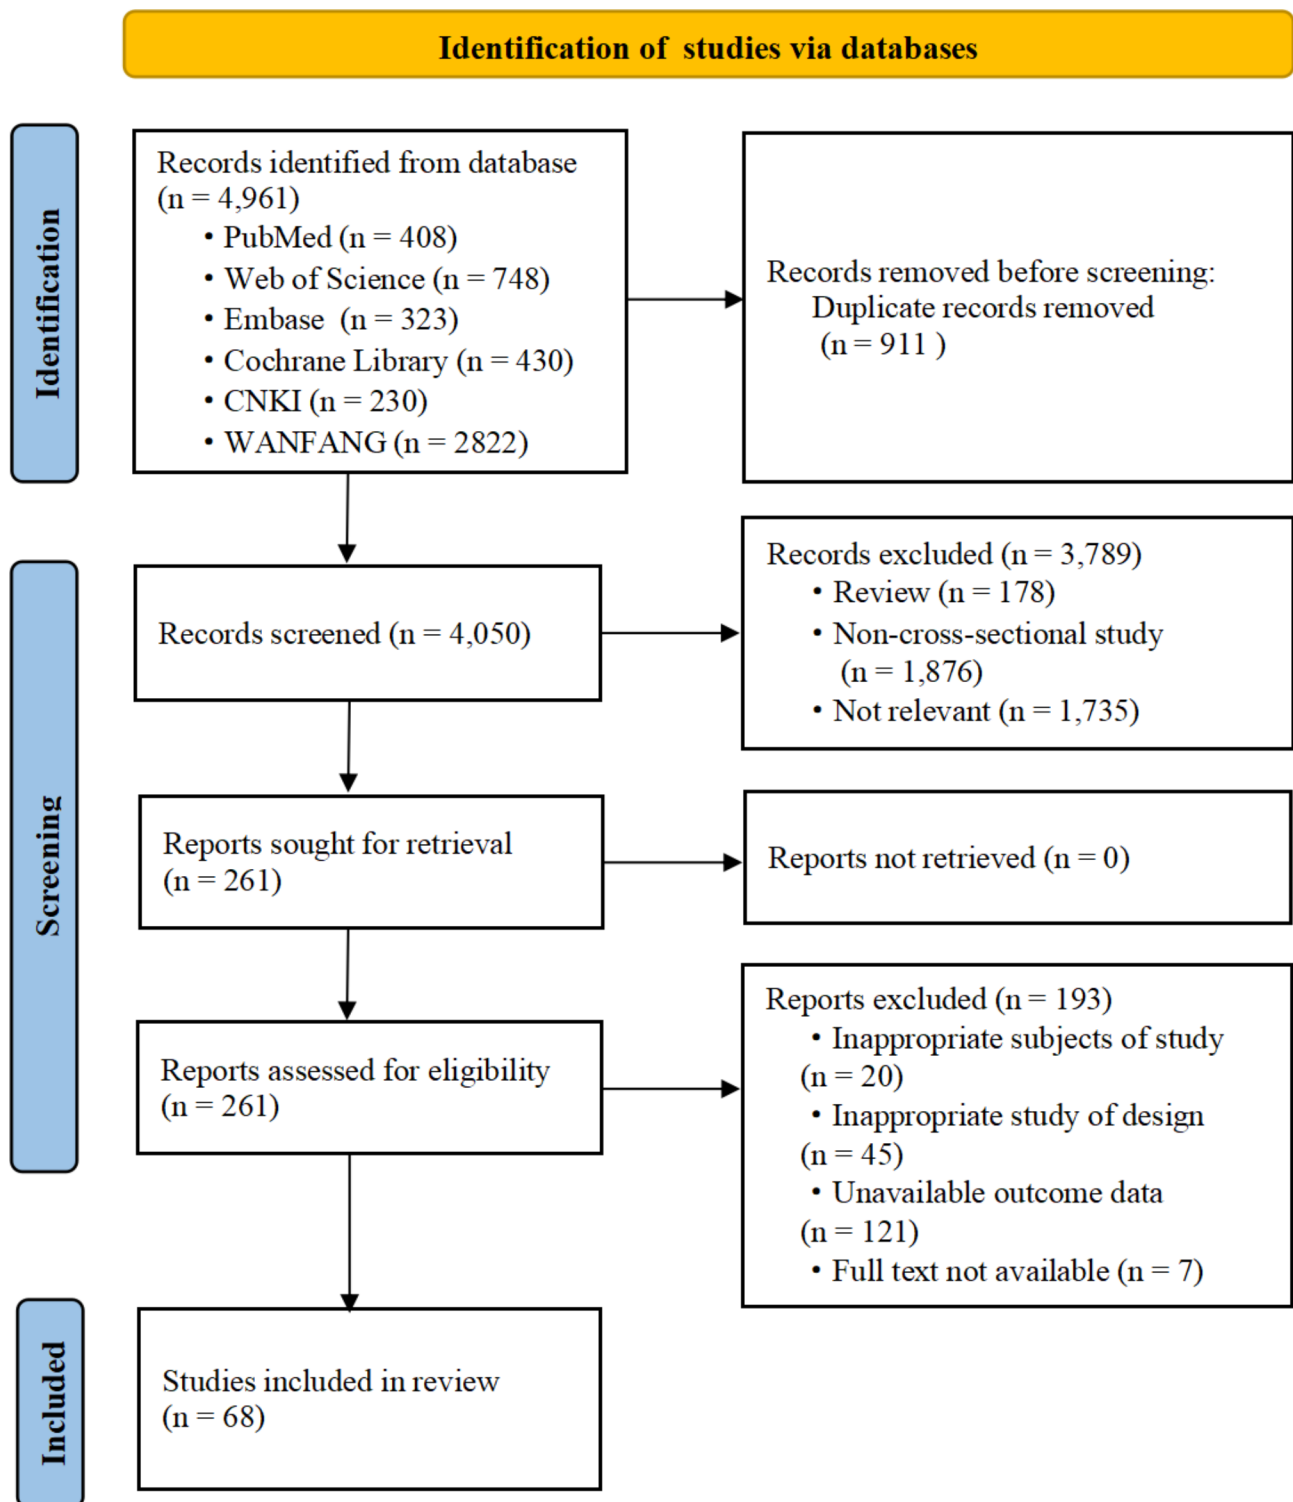 Identification of studies via databases
Identification
Records identified from database
(n = 4,961)
• PubMed (n = 408)
• Web of Science (n = 748)
• Embase (n = 323)
• Cochrane Library (n = 430)
• CNKI (n = 230)
• WANFANG (n = 2822)
Records removed before screening:
Duplicate records removed
(n = 911 )
Screening
Records screened (n = 4,050)
Records excluded (n = 3,789)
• Review (n = 178)
• Non-cross-sectional study
(n = 1,876)
• Not relevant (n = 1,735)
Reports sought for retrieval
(n = 261)
Reports not retrieved (n = 0)
Reports assessed for eligibility
(n = 261)
Reports excluded (n = 193)
• Inappropriate subjects of study
(n = 20)
• Inappropriate study of design
(n = 45)
• Unavailable outcome data
(n = 121)
• Full text not available (n = 7)
Included
Studies included in review
(n = 68)